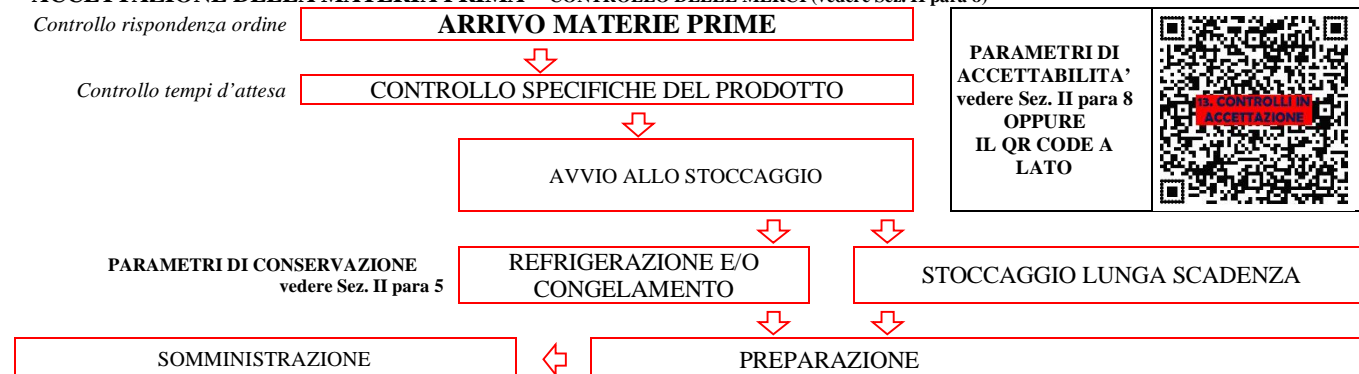 ACCETTAZIONE DELLA MATERIA PRIMA – CONTROLLO DELLE MERCI (vedere Sez. II para 8)
Controllo rispondenza ordine
ARRIVO MATERIE PRIME
Controllo tempi d'attesa
CONTROLLO SPECIFICHE DEL PRODOTTO
PARAMETRI DI
ACCETTABILITA'
vedere Sez. II para 8
OPPURE
IL QR CODE A
LATO
13. CONTROLLI IN
ACCETTAZIONE
AVVIO ALLO STOCCAGGIO
PARAMETRI DI CONSERVAZIONE
vedere Sez. II para 5
REFRIGERAZIONE E/O
CONGELAMENTO
STOCCAGGIO LUNGA SCADENZA
SOMMINISTRAZIONE
PREPARAZIONE